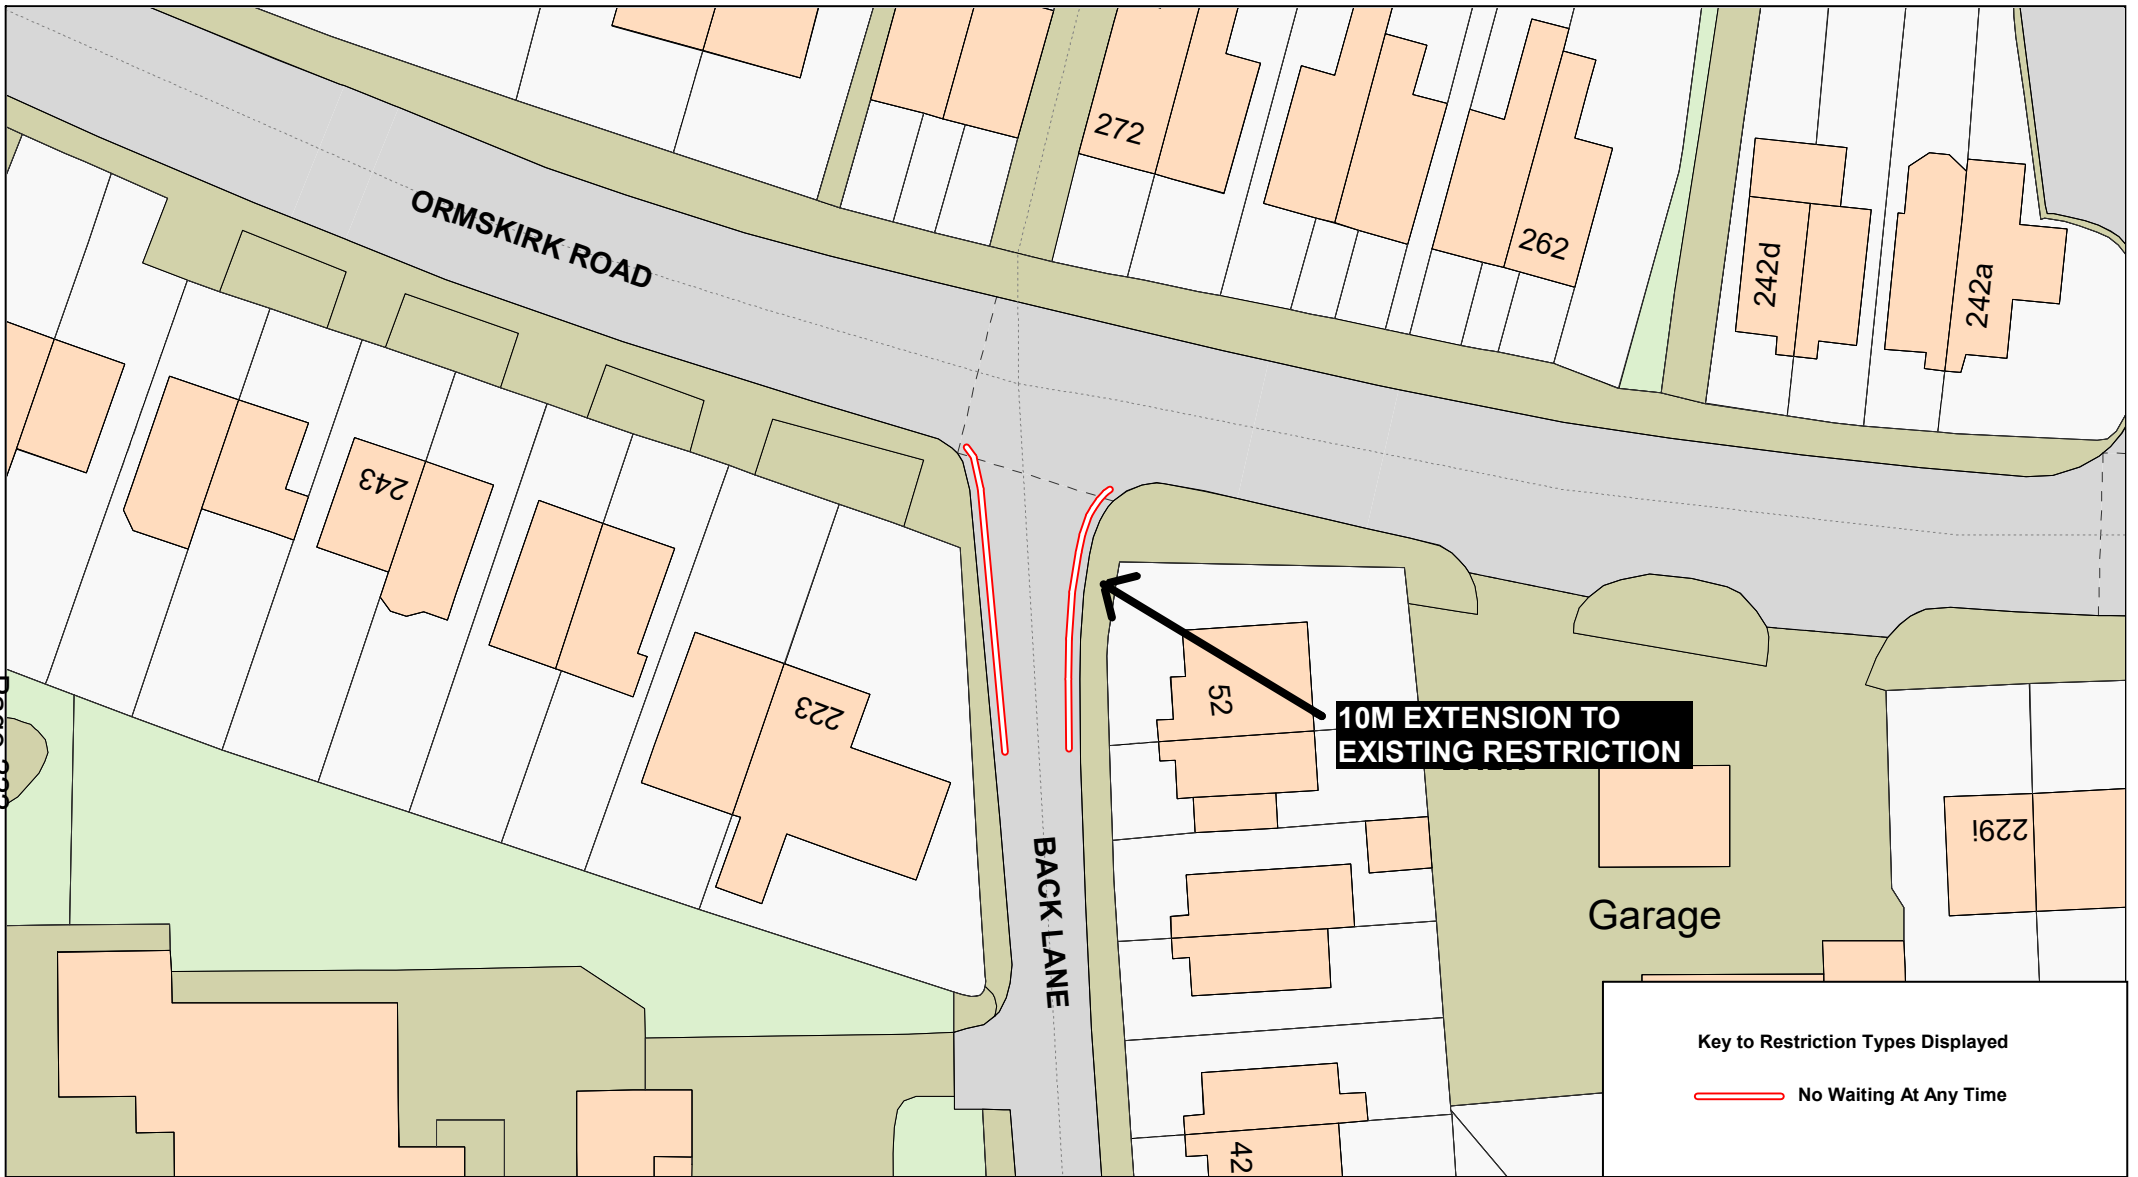 272
262
242d
242a
ORMSKIRK ROAD
243
223
52
10M EXTENSION TO
EXISTING RESTRICTION
229i
BACK LANE
Garage
42
Key to Restriction Types Displayed
No Waiting At Any Time